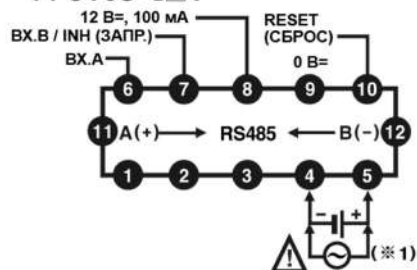 12 В=, 100 мА
RESET
(СБРОС)
ВХ.В / INH (ЗАПР.)
ВХ.А
0 В=
6 7 8 9 10
11 A(+) RS485 B(−) 12
1 2 3 4 5
− +
(※1)